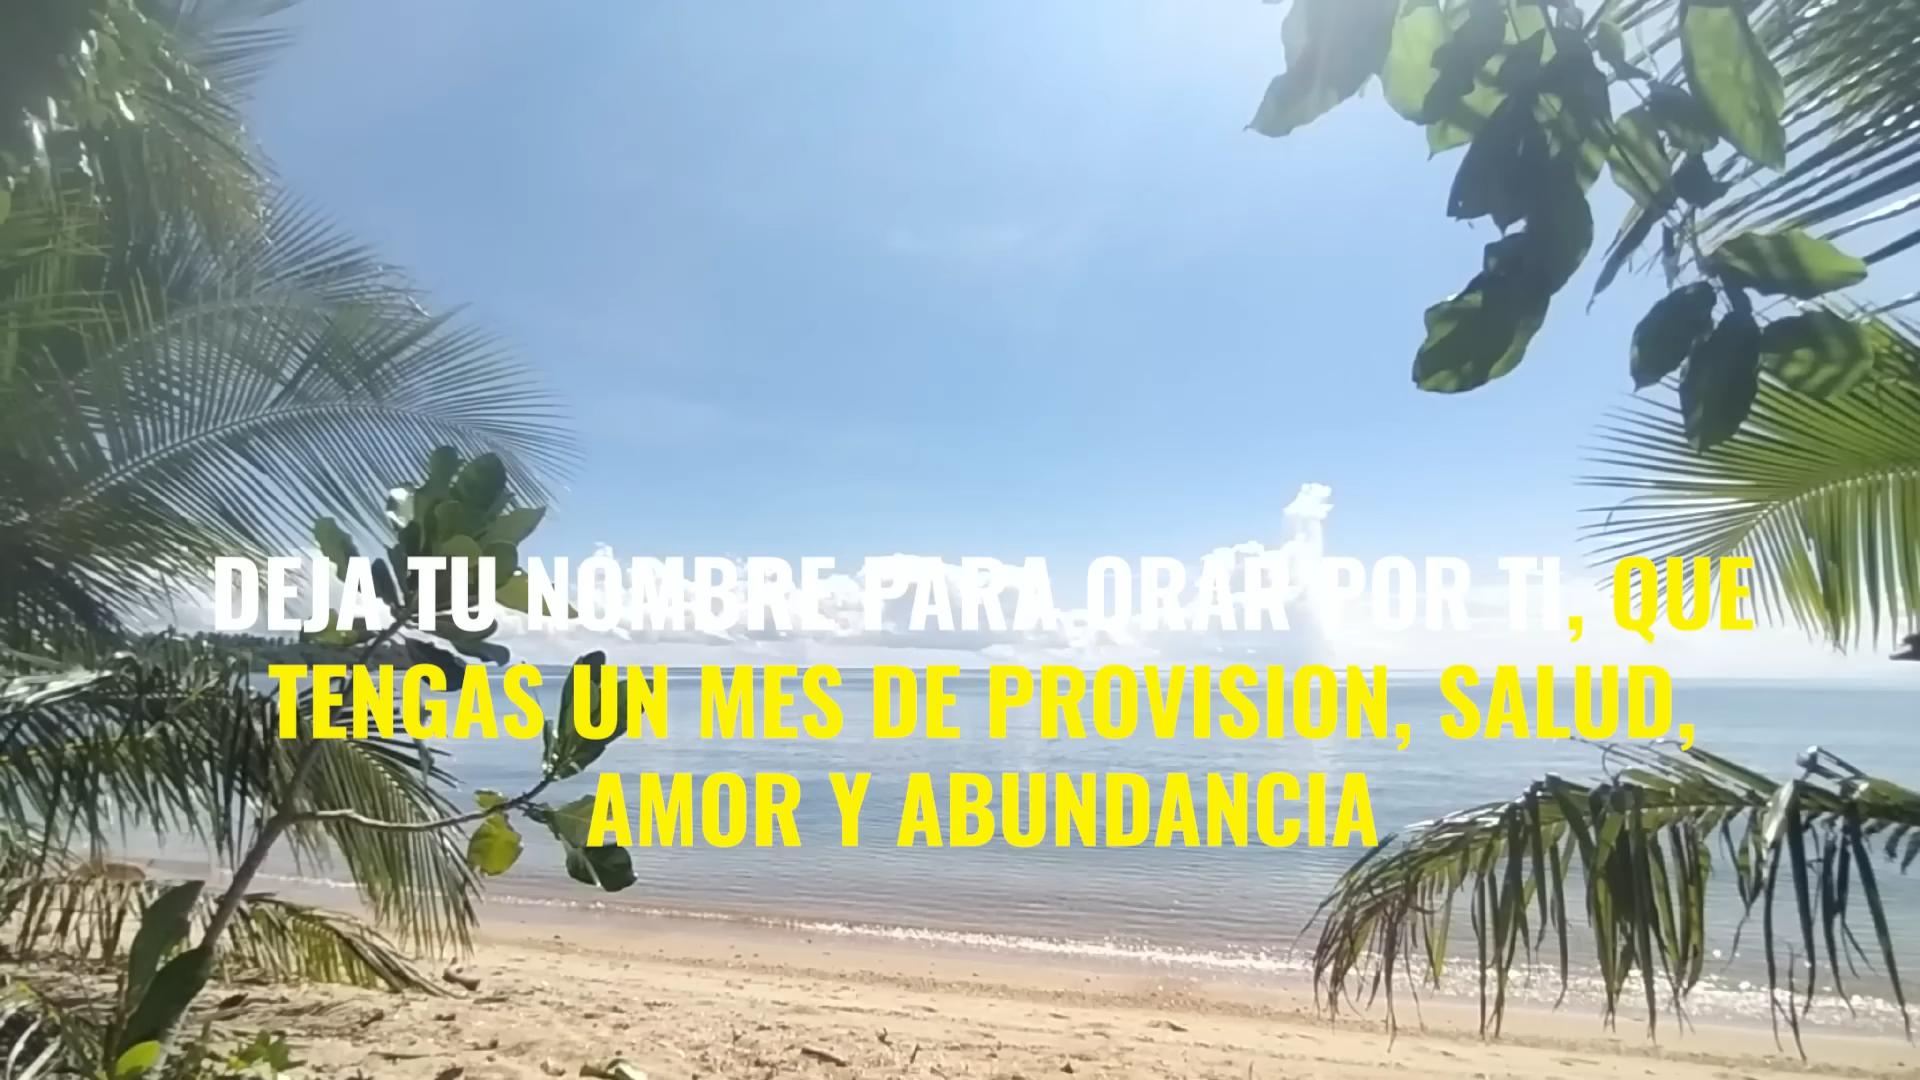 DEJA TU NOMBRE PARA ORAR POR TI, QUE
TENGAS UN MES DE PROVISION, SALUD,
AMOR Y ABUNDANCIA